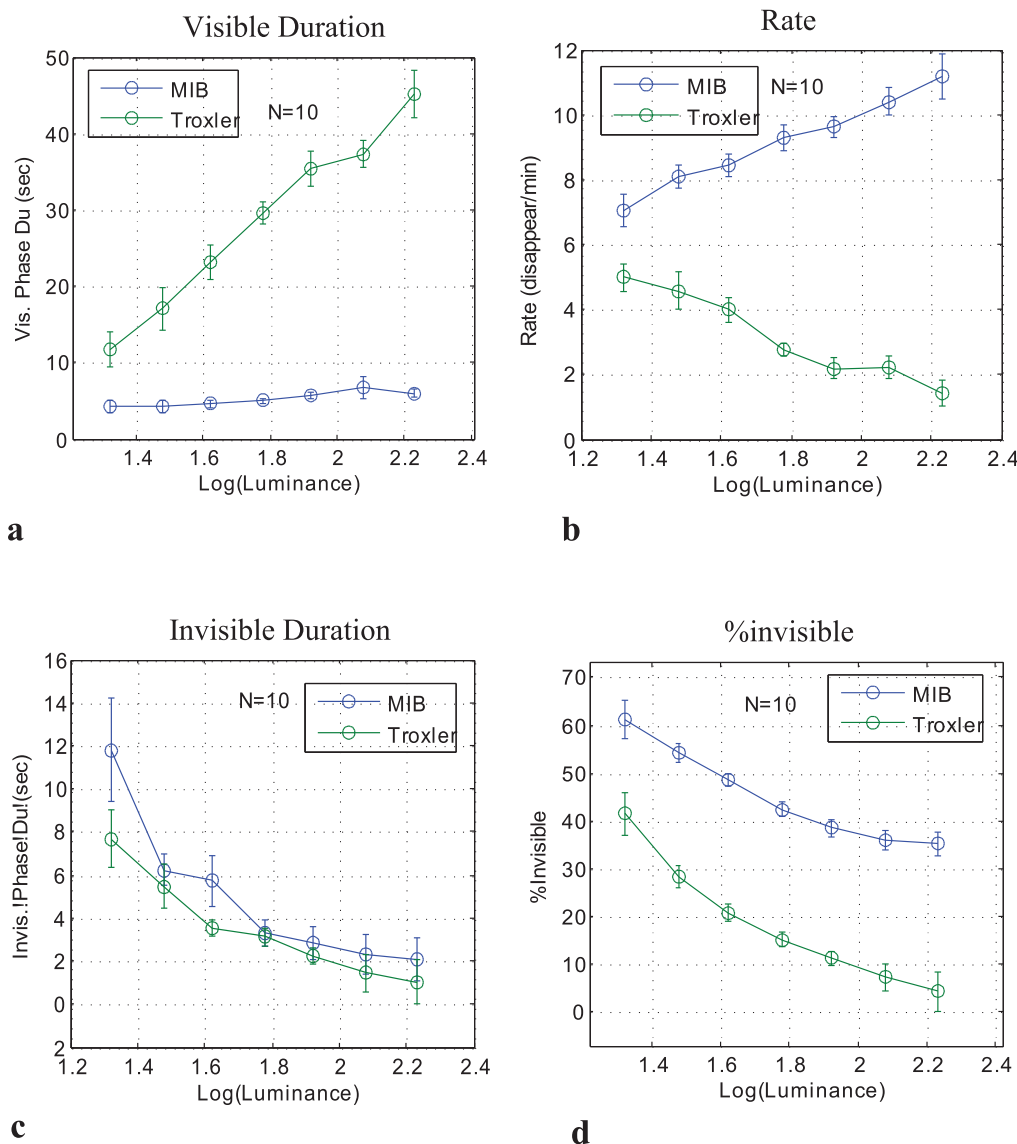 Visible Duration
50
40
30
20
10
0
Vis. Phase Du (sec)
MIB
Troxler
N=10
1.4 1.6 1.8 2 2.2 2.4
Log(Luminance)
a
Rate
12
10
8
6
4
2
0
Rate (disappear/min)
MIB
Troxler
N=10
1.2 1.4 1.6 1.8 2 2.2 2.4
Log(Luminance)
b
Invisible Duration
16
14
12
10
8
6
4
2
0
2
Invis.!Phase!Du!(sec)
N=10
MIB
Troxler
1.2 1.4 1.6 1.8 2 2.2 2.4
Log(Luminance)
c
%invisible
70
60
50
40
30
20
10
0
%Invisible
N=10
MIB
Troxler
1.4 1.6 1.8 2 2.2 2.4
Log(Luminance)
d